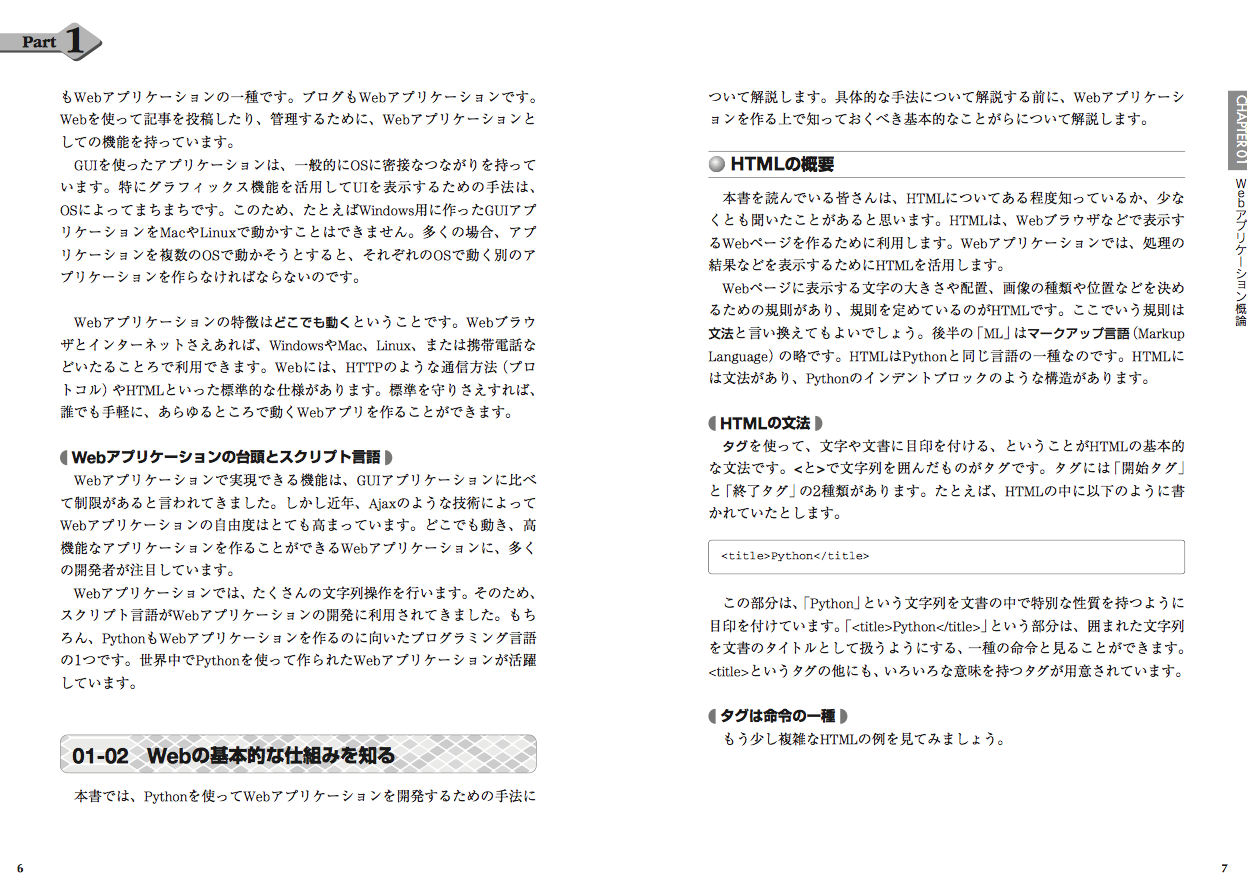 Part 1
もWebアプリケーションの一種です。ブログもWebアプリケーションです。
Webを使って記事を投稿したり、管理するために、Webアプリケーションと
しての機能を持っています。
GUIを使ったアプリケーションは、一般的にOSに密接なつながりを持って
います。特にグラフィックス機能を活用してUIを表示するための手法は、
OSによってまちまちです。このため、たとえばWindows用に作ったGUIアプ
リケーションをMacやLinuxで動かすことはできません。多くの場合、アプ
リケーションを複数のOSで動かそうとすると、それぞれのOSで動く別のア
プリケーションを作らなければならないのです。
Webアプリケーションの特徴はどこでも動くということです。Webブラウ
ザとインターネットさえあれば、WindowsやMac、Linux、または携帯電話な
どいたることろで利用できます。Webには、HTTPのような通信方法（プロ
トコル）やHTMLといった標準的な仕様があります。標準を守りさえすれば、
誰でも手軽に、あらゆるところで動くWebアプリを作ることができます。
Webアプリケーションの台頭とスクリプト言語
Webアプリケーションで実現できる機能は、GUIアプリケーションに比べ
て制限があると言われてきました。しかし近年、Ajaxのような技術によって
Webアプリケーションの自由度はとても高まっています。どこでも動き、高
機能なアプリケーションを作ることができるWebアプリケーションに、多く
の開発者が注目しています。
Webアプリケーションでは、たくさんの文字列操作を行います。そのため、
スクリプト言語がWebアプリケーションの開発に利用されてきました。もち
ろん、PythonもWebアプリケーションを作るのに向いたプログラミング言語
の1つです。世界中でPythonを使って作られたWebアプリケーションが活躍
しています。
01-02 Webの基本的な仕組みを知る
本書では、Pythonを使ってWebアプリケーションを開発するための手法に
6
ついて解説します。具体的な手法について解説する前に、Webアプリケーシ
ョンを作る上で知っておくべき基本的なことがらについて解説します。
HTMLの概要
本書を読んでいる皆さんは、HTMLについてある程度知っているか、少な
くとも聞いたことがあると思います。HTMLは、Webブラウザなどで表示す
るWebページを作るために利用します。Webアプリケーションでは、処理の
結果などを表示するためにHTMLを活用します。
Webページに表示する文字の大きさや配置、画像の種類や位置などを決め
るための規則があり、規則を定めているのがHTMLです。ここでいう規則は
文法と言い換えてもよいでしょう。後半の「ML」はマークアップ言語（Markup
Language）の略です。HTMLはPythonと同じ言語の一種なのです。HTMLに
は文法があり、Pythonのインデントブロックのような構造があります。
HTMLの文法
タグを使って、文字や文書に目印を付ける、ということがHTMLの基本的
な文法です。<と>で文字列を囲んだものがタグです。タグには「開始タグ」
と「終了タグ」の2種類があります。たとえば、HTMLの中に以下のように書
かれていたとします。
<title>Python</title>
この部分は、「Python」という文字列を文書の中で特別な性質を持つように
目印を付けています。「<title>Python</title>」という部分は、囲まれた文字列
を文書のタイトルとして扱うようにする、一種の命令と見ることができます。
<title>というタグの他にも、いろいろな意味を持つタグが用意されています。
タグは命令の一種
もう少し複雑なHTMLの例を見てみましょう。
CHAPTER 01
Webアプリケーション概論
7